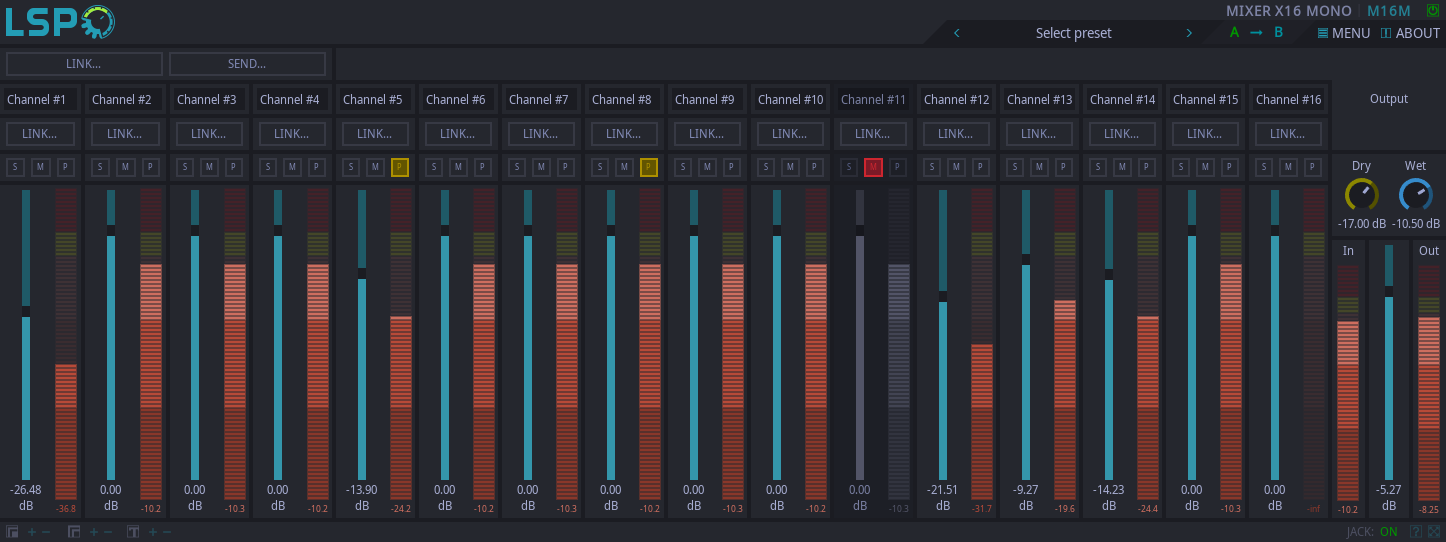 LSP
MIXER X16 MONO M16M
Select preset
A B MENU ABOUT
LINK... SEND...
Channel #1 Channel #2 Channel #3 Channel #4 Channel #5 Channel #6 Channel #7 Channel #8 Channel #9 Channel #10 Channel #11 Channel #12 Channel #13 Channel #14 Channel #15 Channel #16 Output
LINK... LINK... LINK... LINK... LINK... LINK... LINK... LINK... LINK... LINK... LINK... LINK... LINK... LINK... LINK... LINK...
S M P S M P S M P S M P S M P S M P S M P S M P S M P S M P S M P S M P S M P S M P S M P S M P
Dry Wet
-17.00 dB -10.50 dB
In Out
-26.48 0.00 0.00 0.00 -13.90 0.00 0.00 0.00 0.00 0.00 0.00 -21.51 -9.27 -14.23 0.00 0.00 -5.27
dB dB dB dB dB dB dB dB dB dB dB dB dB dB dB dB dB
-36.8 -10.2 -10.3 -10.2 -24.2 -10.2 -10.3 -10.2 -10.3 -10.2 -10.3 -31.7 -19.6 -24.4 -10.3 -inf -10.2 -8.25
JACK: ON